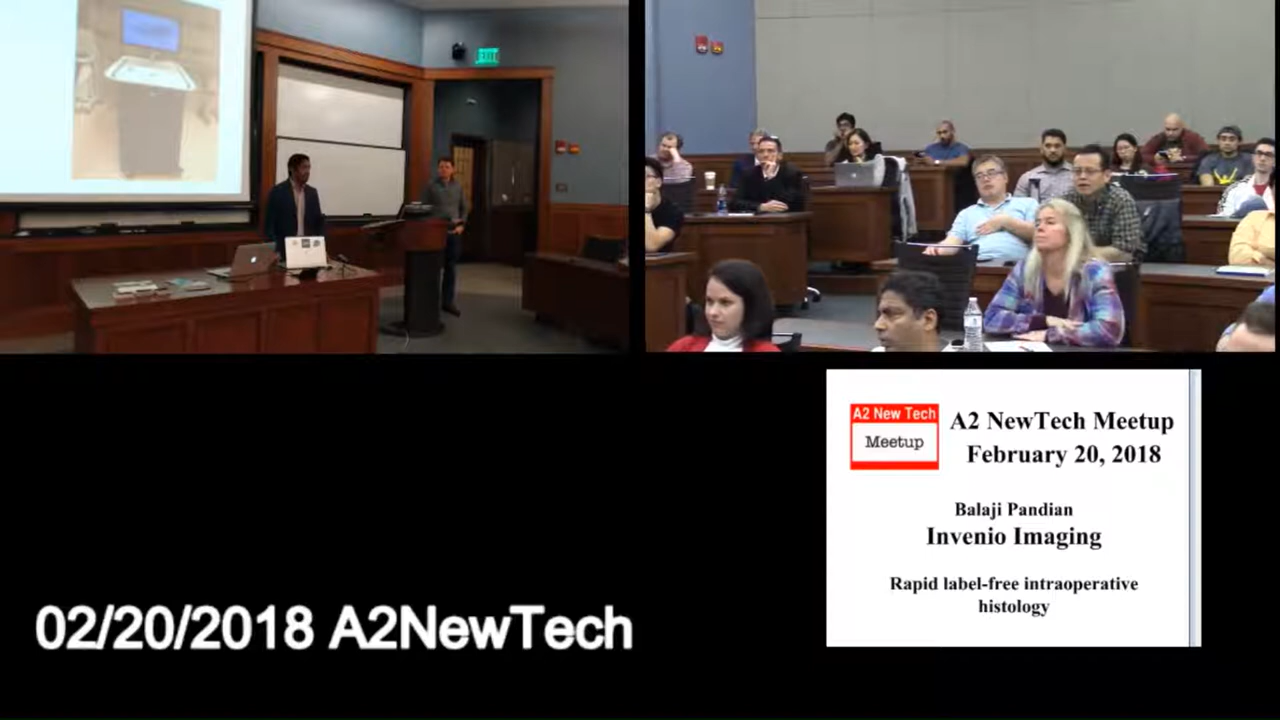 EXIT
A2 New Tech
Meetup
A2 NewTech Meetup
February 20, 2018
Balaji Pandian
Invenio Imaging
Rapid label-free intraoperative
histology
02/20/2018 A2NewTech